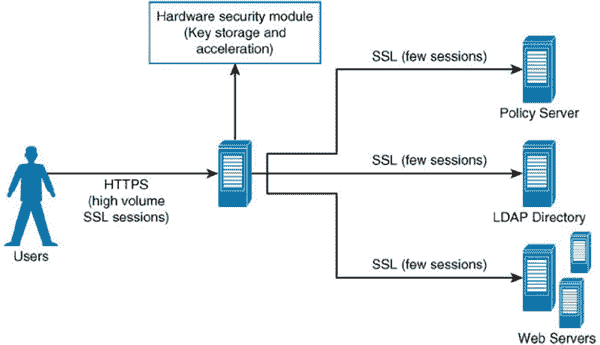 Hardware security module
(Key storage and
acceleration)
SSL (few sessions)
Policy Server
SSL (few sessions)
LDAP Directory
HTTPS
(high volume
SSL sessions)
Users
SSL (few sessions)
Web Servers